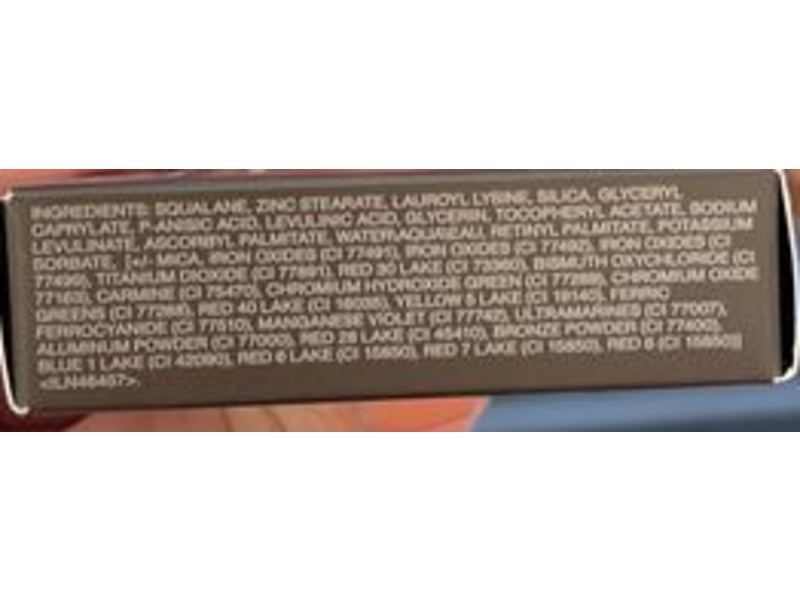 INGREDIENTS: SQUALANE, ZINC STEARATE, LAUROYL LYSINE, SILICA, GLYCERYL
CAPRYLATE, P-ANISIC ACID, LEVULINIC ACID, GLYCERIN, TOCOPHERYL ACETATE, SODIUM
LEVULINATE, ASCORBYL PALMITATE, WATER\AQUA\EAU, RETINYL PALMITATE, POTASSIUM
SORBATE, [+/- MICA, IRON OXIDES (CI 77491), IRON OXIDES (CI 77492), IRON OXIDES (CI
77499), TITANIUM DIOXIDE (CI 77891), RED 30 LAKE (CI 73360), BISMUTH OXYCHLORIDE (CI
77163), CARMINE (CI 75470), CHROMIUM HYDROXIDE GREEN (CI 77289), CHROMIUM OXIDE
GREENS (CI 77288), RED 40 LAKE (CI 16035), YELLOW 5 LAKE (CI 19140), FERRIC
FERROCYANIDE (CI 77510), MANGANESE VIOLET (CI 77742), ULTRAMARINES (CI 77007),
ALUMINUM POWDER (CI 77000), RED 28 LAKE (CI 45410), BRONZE POWDER (CI 77400),
BLUE 1 LAKE (CI 42090), RED 6 LAKE (CI 15850), RED 7 LAKE (CI 15850), RED 6 (CI 15850)]
<ILN46467>.